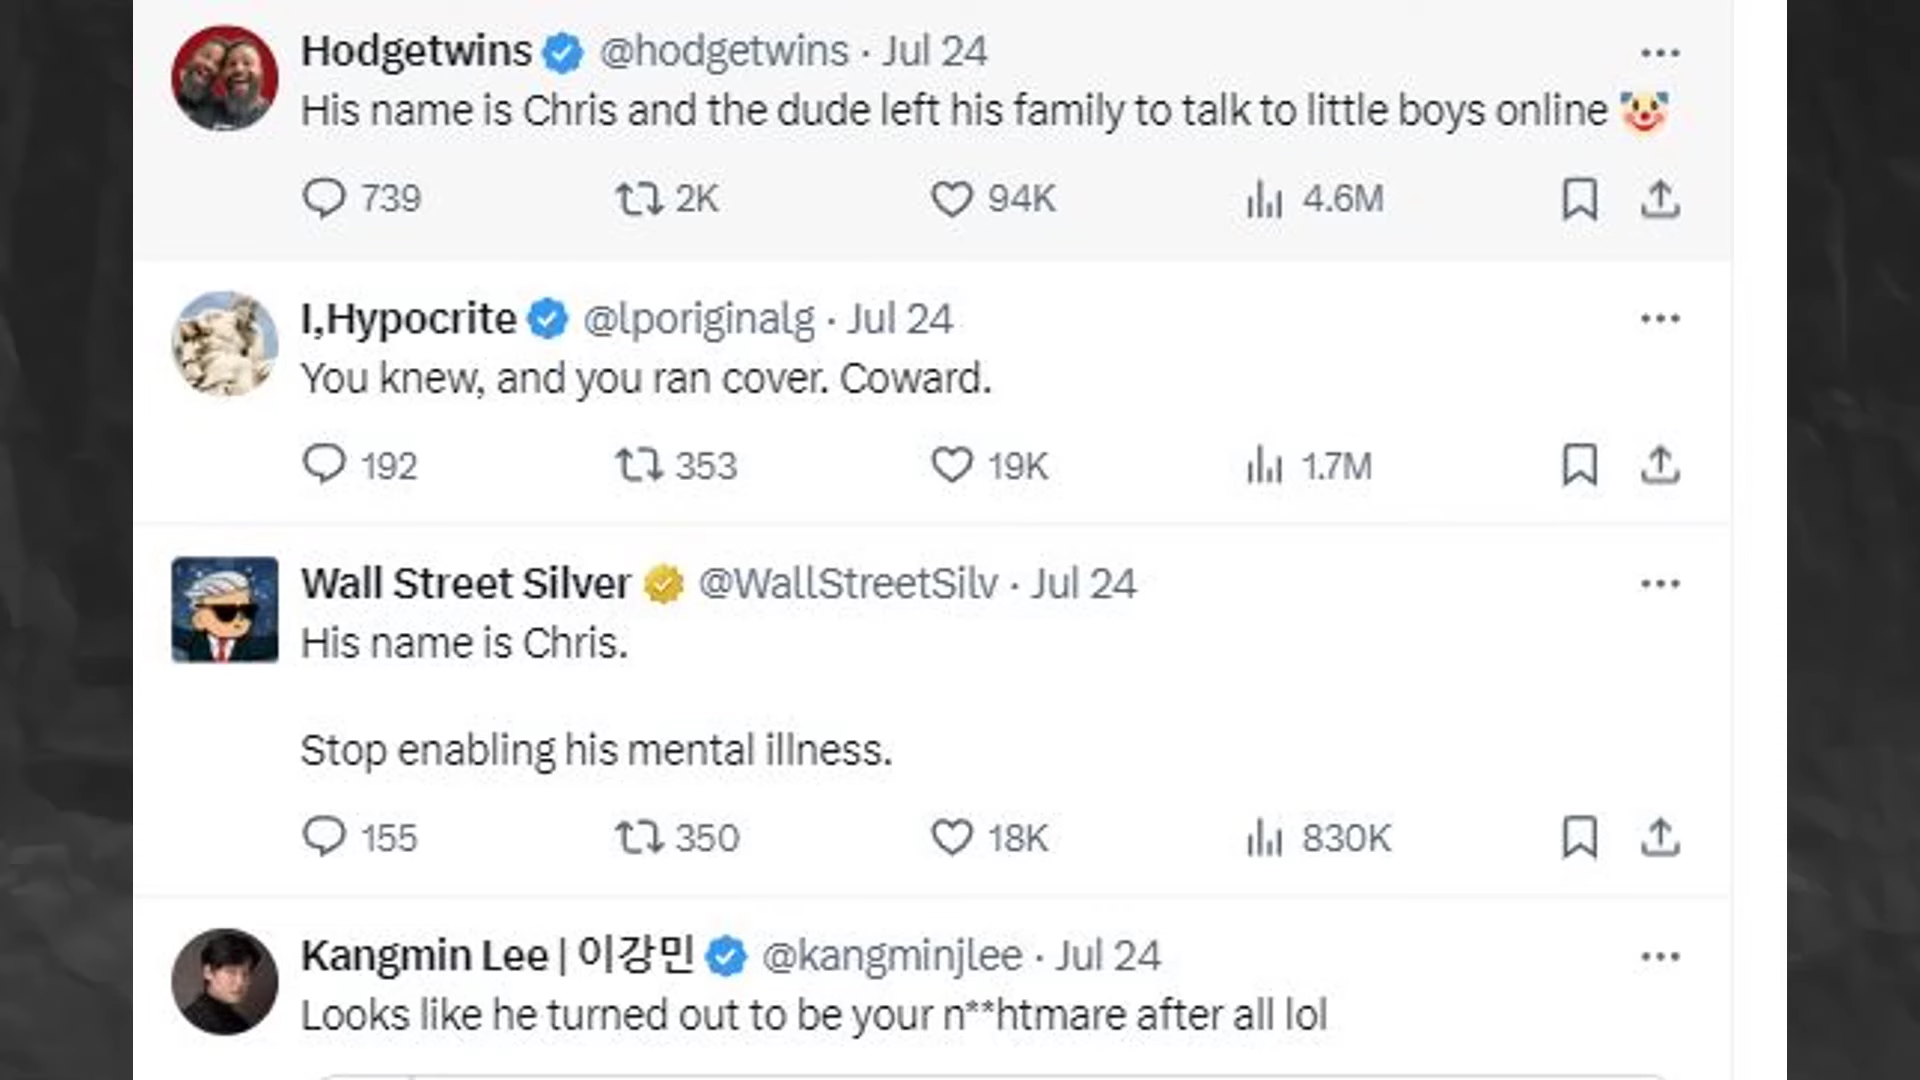 Hodgetwins @hodgetwins · Jul 24
His name is Chris and the dude left his family to talk to little boys online 🤡
739 2K 94K 4.6M
I,Hypocrite @lporiginalg · Jul 24
You knew, and you ran cover. Coward.
192 353 19K 1.7M
Wall Street Silver @WallStreetSilv · Jul 24
His name is Chris.
Stop enabling his mental illness.
155 350 18K 830K
Kangmin Lee | 이강민 @kangminjlee · Jul 24
Looks like he turned out to be your n**htmare after all lol